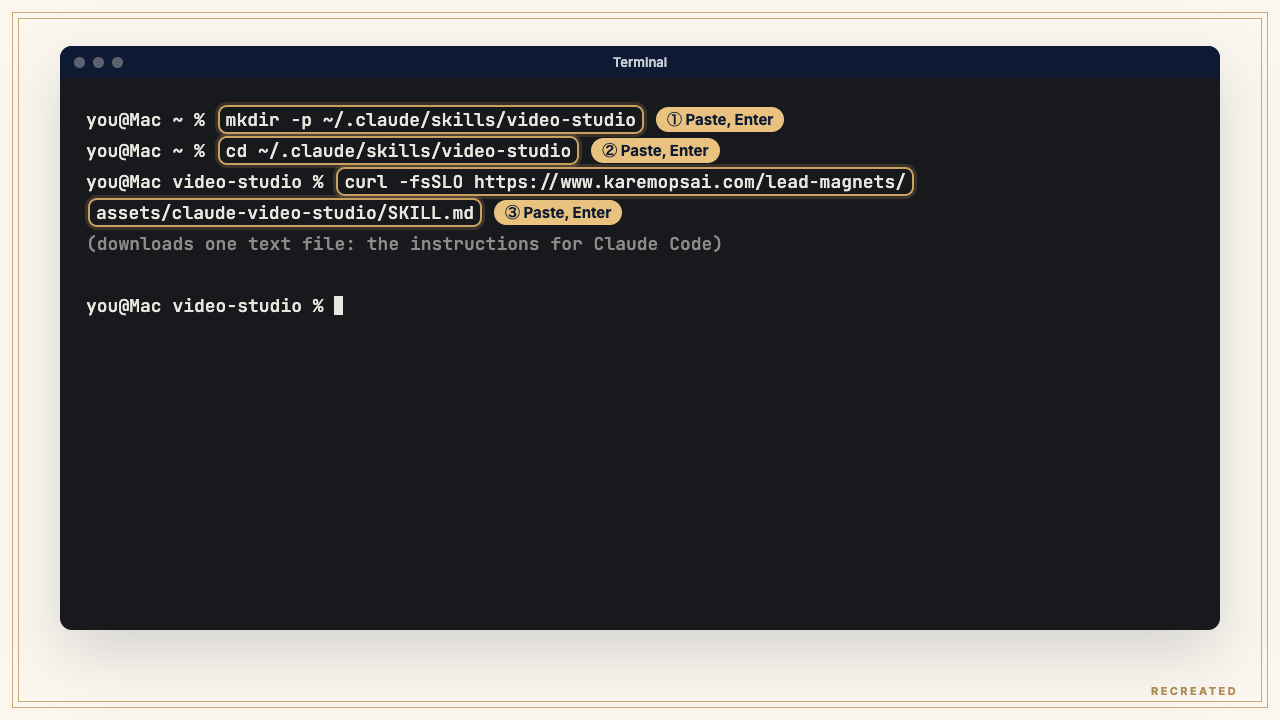 Terminal
you@Mac ~ % mkdir -p ~/.claude/skills/video-studio ① Paste, Enter
you@Mac ~ % cd ~/.claude/skills/video-studio ② Paste, Enter
you@Mac video-studio % curl -fsSLO https://www.karemopsai.com/lead-magnets/
assets/claude-video-studio/SKILL.md ③ Paste, Enter
(downloads one text file: the instructions for Claude Code)
you@Mac video-studio %
RECREATED